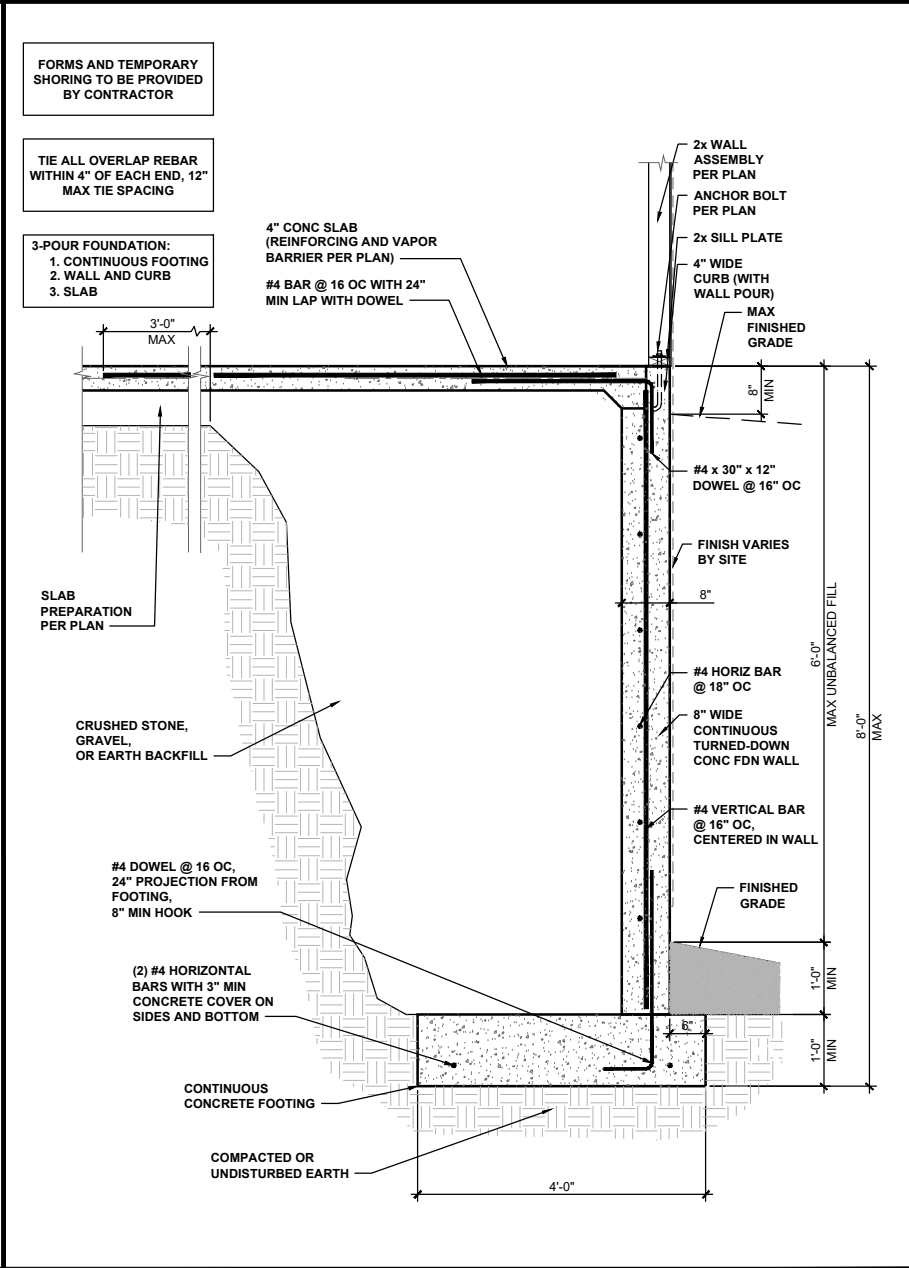 FORMS AND TEMPORARY
SHORING TO BE PROVIDED
BY CONTRACTOR
TIE ALL OVERLAP REBAR
WITHIN 4" OF EACH END, 12"
MAX TIE SPACING
3-POUR FOUNDATION:
1. CONTINUOUS FOOTING
2. WALL AND CURB
3. SLAB
3'-0"
MAX
4" CONC SLAB
(REINFORCING AND VAPOR
BARRIER PER PLAN)
#4 BAR @ 16 OC WITH 24"
MIN LAP WITH DOWEL
2x WALL
ASSEMBLY
PER PLAN
ANCHOR BOLT
PER PLAN
2x SILL PLATE
4" WIDE
CURB (WITH
WALL POUR)
MAX
FINISHED
GRADE
8"
MIN
#4 x 30" x 12"
DOWEL @ 16" OC
FINISH VARIES
BY SITE
8"
SLAB
PREPARATION
PER PLAN
6'-0"
MAX UNBALANCED FILL
8'-0"
MAX
#4 HORIZ BAR
@ 18" OC
8" WIDE
CONTINUOUS
TURNED-DOWN
CONC FDN WALL
CRUSHED STONE,
GRAVEL,
OR EARTH BACKFILL
#4 VERTICAL BAR
@ 16" OC,
CENTERED IN WALL
#4 DOWEL @ 16 OC,
24" PROJECTION FROM
FOOTING,
8" MIN HOOK
FINISHED
GRADE
(2) #4 HORIZONTAL
BARS WITH 3" MIN
CONCRETE COVER ON
SIDES AND BOTTOM
1'-0"
MIN
6"
1'-0"
MIN
CONTINUOUS
CONCRETE FOOTING
COMPACTED OR
UNDISTURBED EARTH
4'-0"